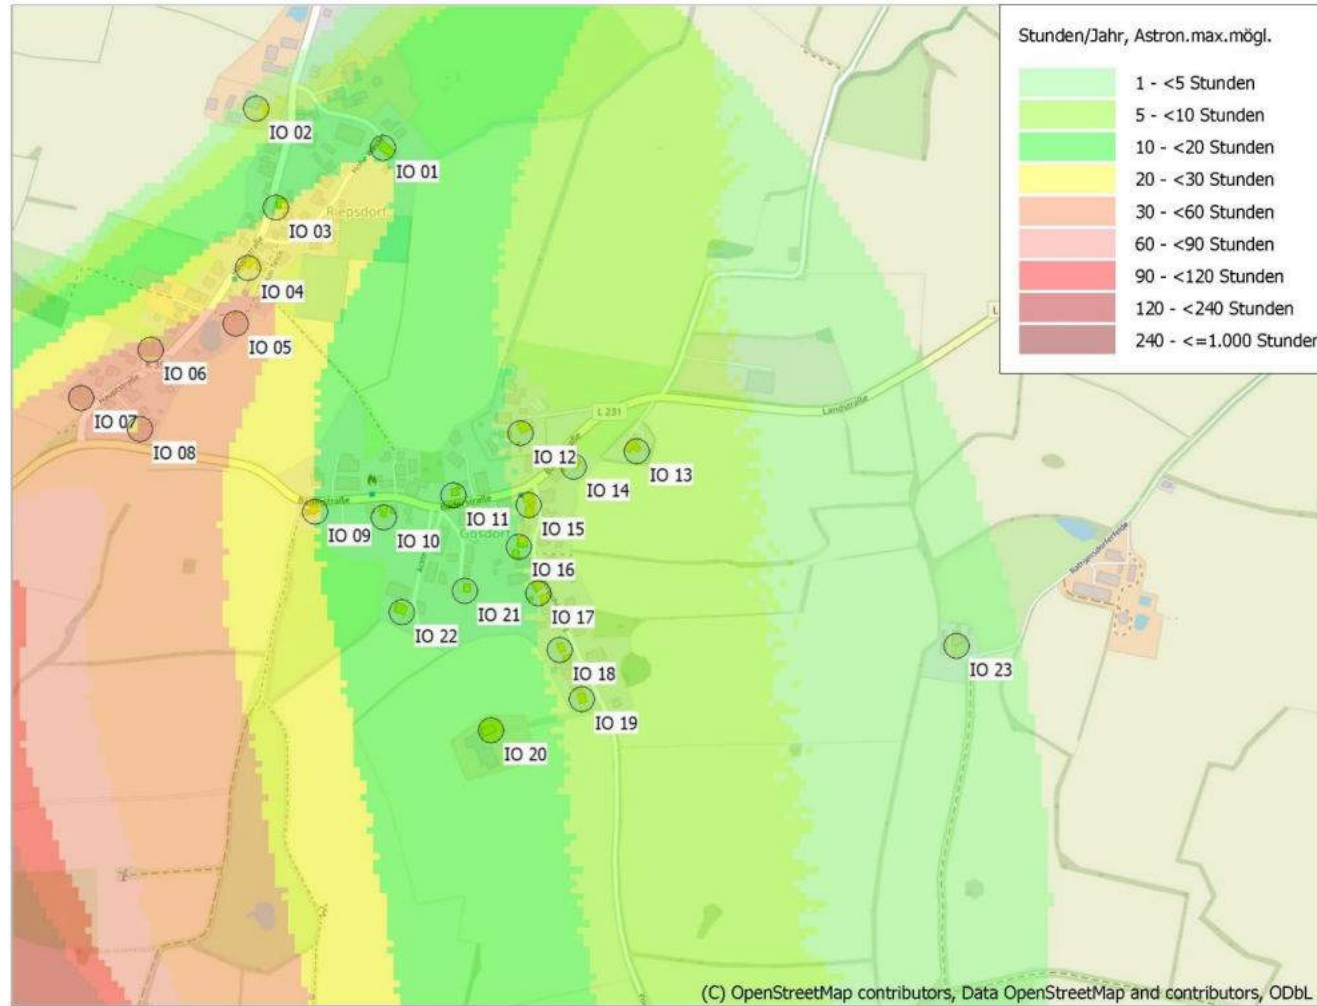 Stunden/Jahr, Astron.max.mögl.
1 - <5 Stunden
5 - <10 Stunden
10 - <20 Stunden
20 - <30 Stunden
30 - <60 Stunden
60 - <90 Stunden
90 - <120 Stunden
120 - <240 Stunden
240 - <=1.000 Stunden
IO 02
IO 01
Riepsdorf
IO 03
IO 04
IO 05
IO 06
IO 07
IO 08
L 231
Landstraße
IO 12
IO 13
IO 14
IO 11
IO 09
IO 10
IO 15
Gosdorf
IO 16
IO 21
IO 17
IO 22
IO 18
IO 19
IO 20
IO 23
(C) OpenStreetMap contributors, Data OpenStreetMap and contributors, ODbL